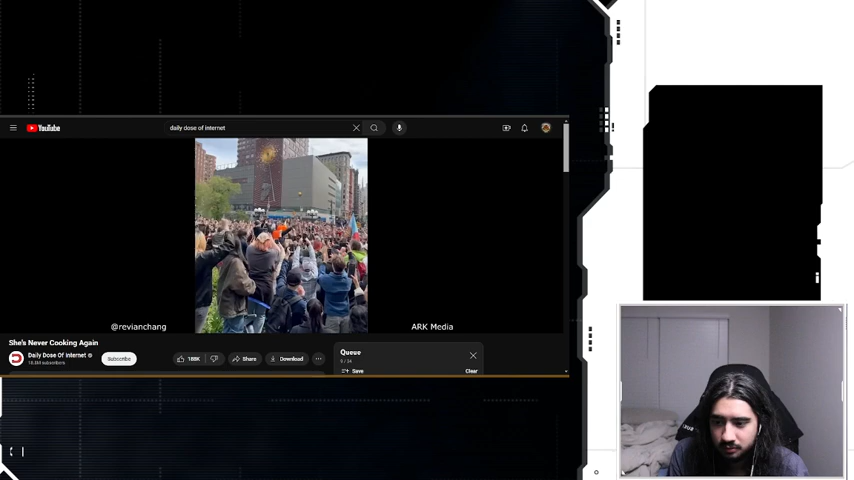 YouTube
daily dose of internet
@revianchang
ARK Media
She's Never Cooking Again
Daily Dose Of Internet
Subscribe
188K
Share
Download
Queue
Save
Clear